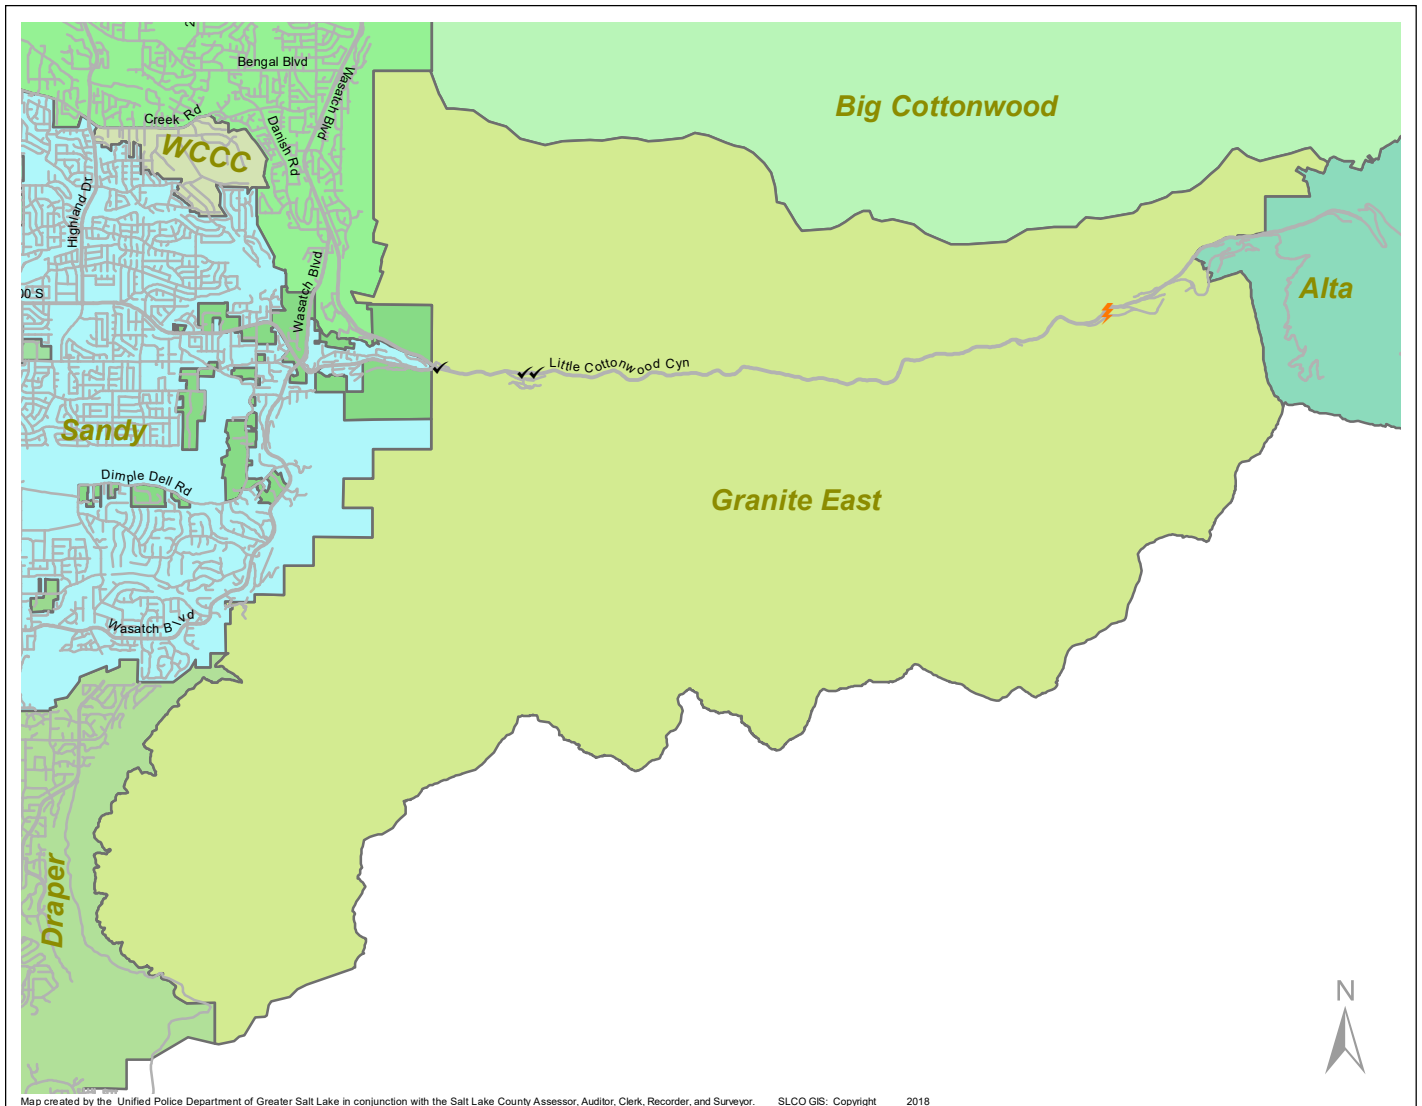 Bengal Blvd
Wasatch Blvd
Big Cottonwood
Creek Rd
Danish Rd
WCCC
Highland Dr
Wasatch Blvd
00 S
Alta
Little Cottonwood Cyn
Sandy
Dimple Dell Rd
Granite East
Wasatch Blvd
Draper
N
Map created by the Unified Police Department of Greater Salt Lake in conjunction with the Salt Lake County Assessor, Auditor, Clerk, Recorder, and Surveyor. SLCO GIS: Copyright 2018